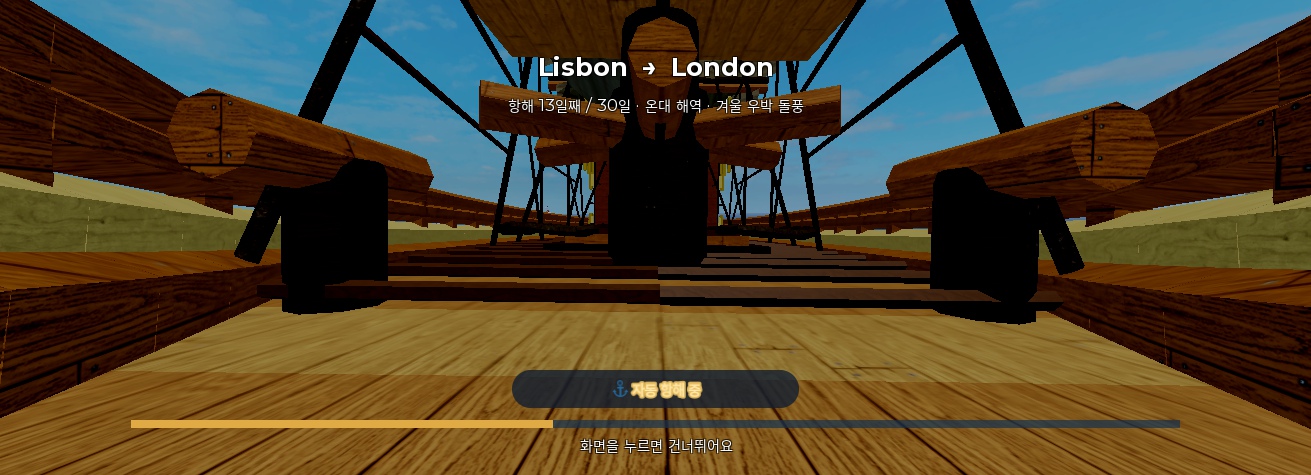 Lisbon → London
항해 13일째 / 30일 · 온대 해역 · 겨울 우박 돌풍
⚓ 자동 항해 중
화면을 누르면 건너뛰어요